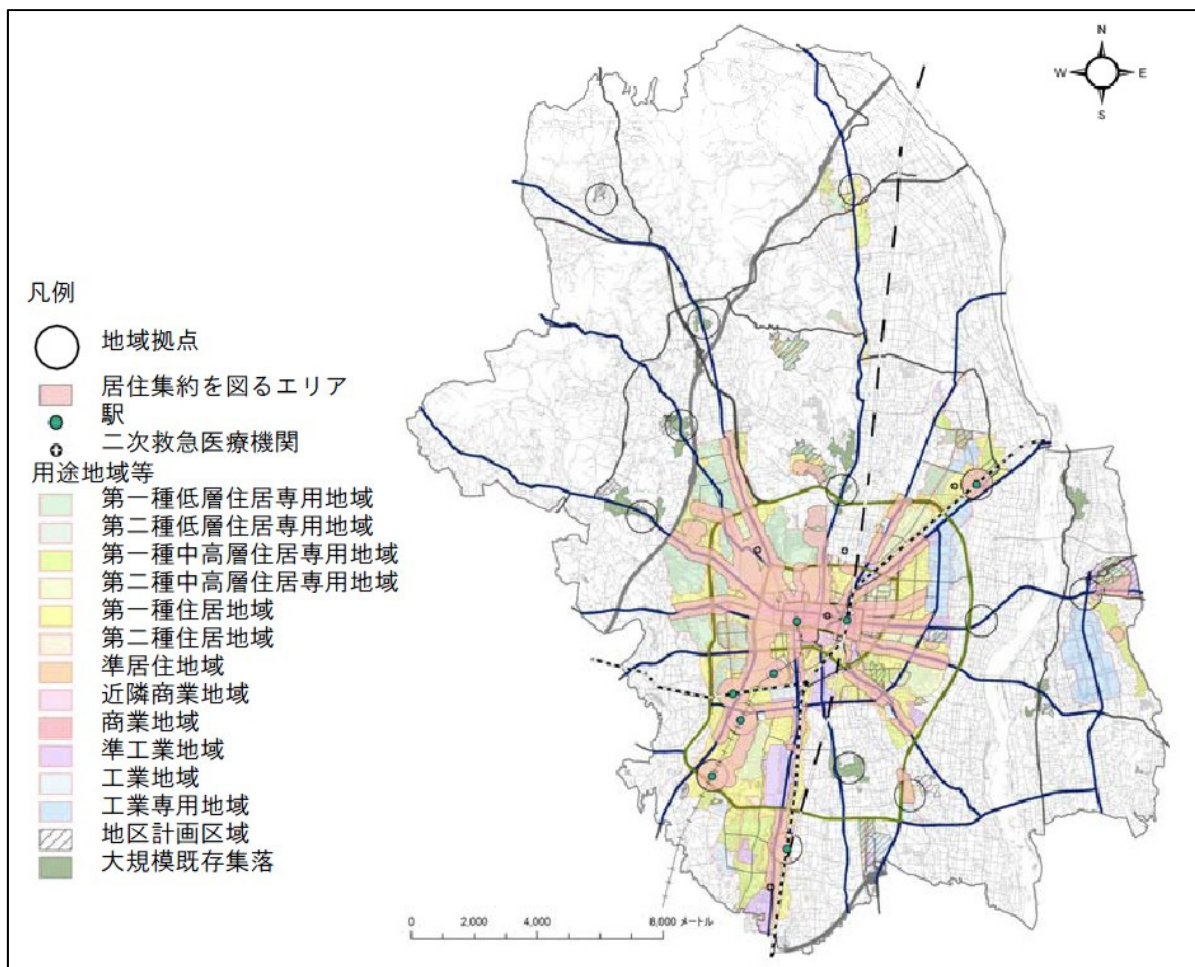 N
W
E
S
凡例
地域拠点
居住集約を図るエリア
駅
二次救急医療機関
用途地域等
第一種低層住居専用地域
第二種低層住居専用地域
第一種中高層住居専用地域
第二種中高層住居専用地域
第一種住居地域
第二種住居地域
準居住地域
近隣商業地域
商業地域
準工業地域
工業地域
工業専用地域
地区計画区域
大規模既存集落
0 2,000 4,000 8,000 メートル